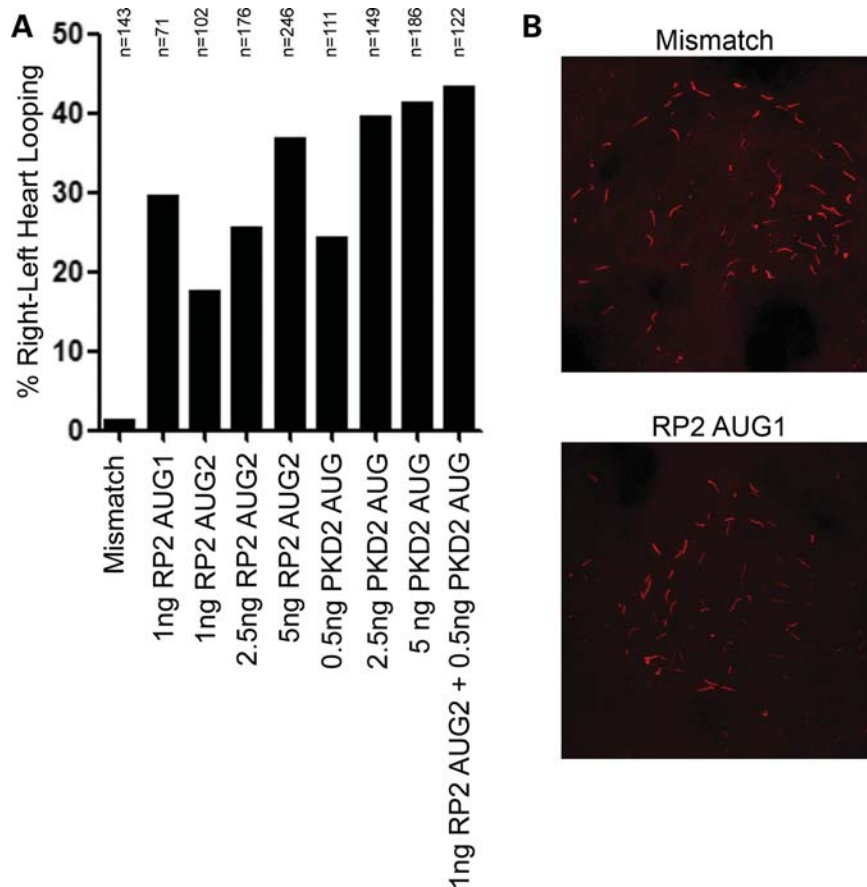 A
% Right-Left Heart Looping
50
40
30
20
10
0
n=143
n=71
n=102
n=176
n=246
n=111
n=149
n=186
n=122
Mismatch
1ng RP2 AUG1
1ng RP2 AUG2
2.5ng RP2 AUG2
5ng RP2 AUG2
0.5ng PKD2 AUG
2.5ng PKD2 AUG
5 ng PKD2 AUG
1ng RP2 AUG2 + 0.5ng PKD2 AUG
B
Mismatch
RP2 AUG1